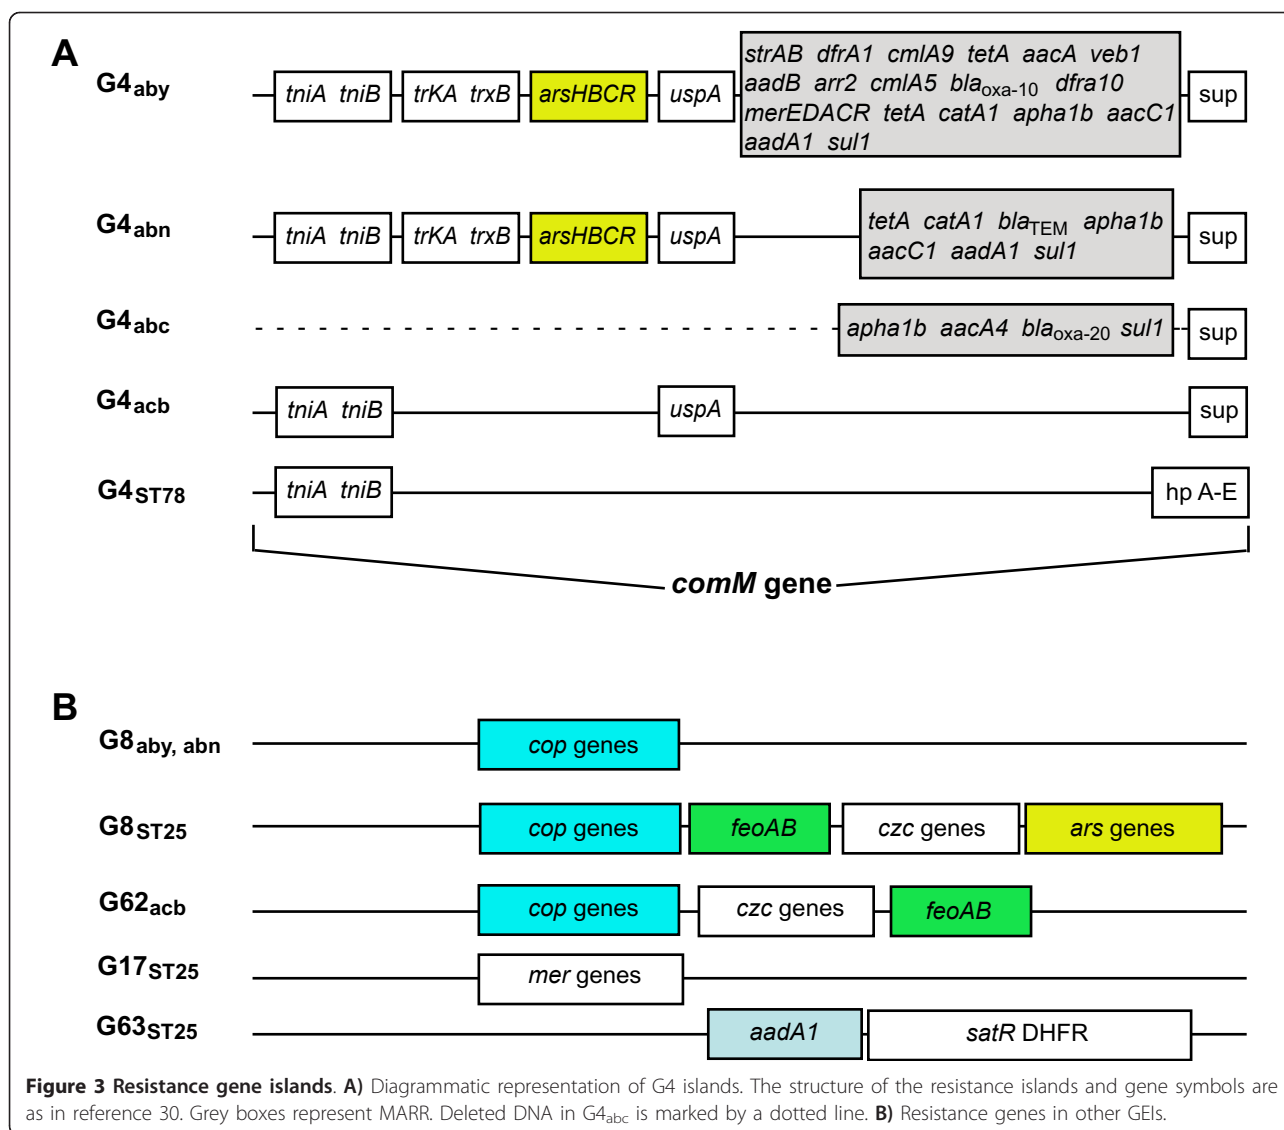 A
G4aby
tniA tniB trKA trxB arsHBCR uspA
strAB dfrA1 cmlA9 tetA aacA veb1
aadB arr2 cmlA5 blaoxa-10 dfra10
merEDACR tetA catA1 apha1b aacC1
aadA1 sul1
sup
G4abn
tniA tniB trKA trxB arsHBCR uspA
tetA catA1 blaTEM apha1b
aacC1 aadA1 sul1
sup
G4abc
apha1b aacA4 blaoxa-20 sul1
sup
G4acb
tniA tniB uspA sup
G4ST78
tniA tniB hp A-E
comM gene
B
G8aby, abn
cop genes
G8ST25
cop genes feoAB czc genes ars genes
G62acb
cop genes czc genes feoAB
G17ST25
mer genes
G63ST25
aadA1 satR DHFR
Figure 3 Resistance gene islands. A) Diagrammatic representation of G4 islands. The structure of the resistance islands and gene symbols are
as in reference 30. Grey boxes represent MARR. Deleted DNA in G4abc is marked by a dotted line. B) Resistance genes in other GEIs.